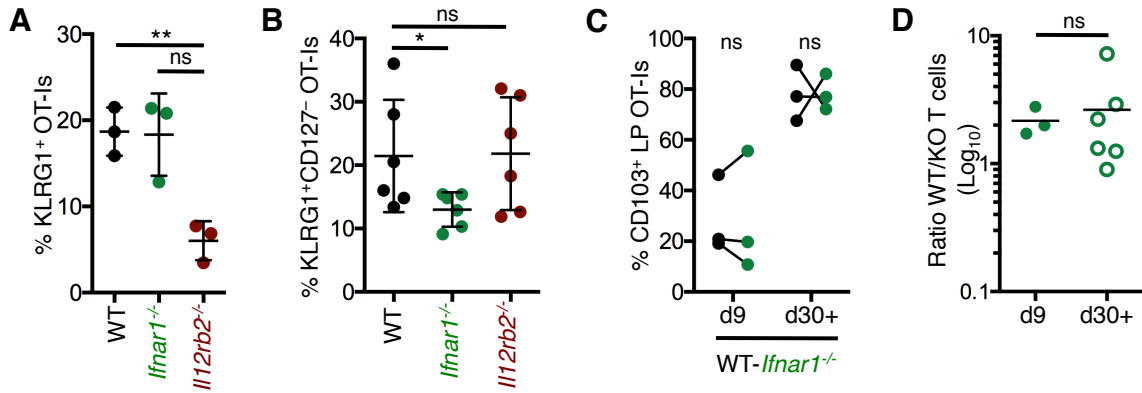 A
% KLRG1⁺ OT-Is
30
20
10
0
**
ns
WT
Ifnar1⁻/⁻
Il12rb2⁻/⁻
B
% KLRG1⁺CD127⁻ OT-Is
40
30
20
10
0
ns
*
WT
Ifnar1⁻/⁻
Il12rb2⁻/⁻
C
% CD103⁺ LP OT-Is
100
80
60
40
20
0
ns
ns
d9
d30+
WT-Ifnar1⁻/⁻
D
Ratio WT/KO T cells
(Log₁₀)
10
1
0.1
ns
d9
d30+